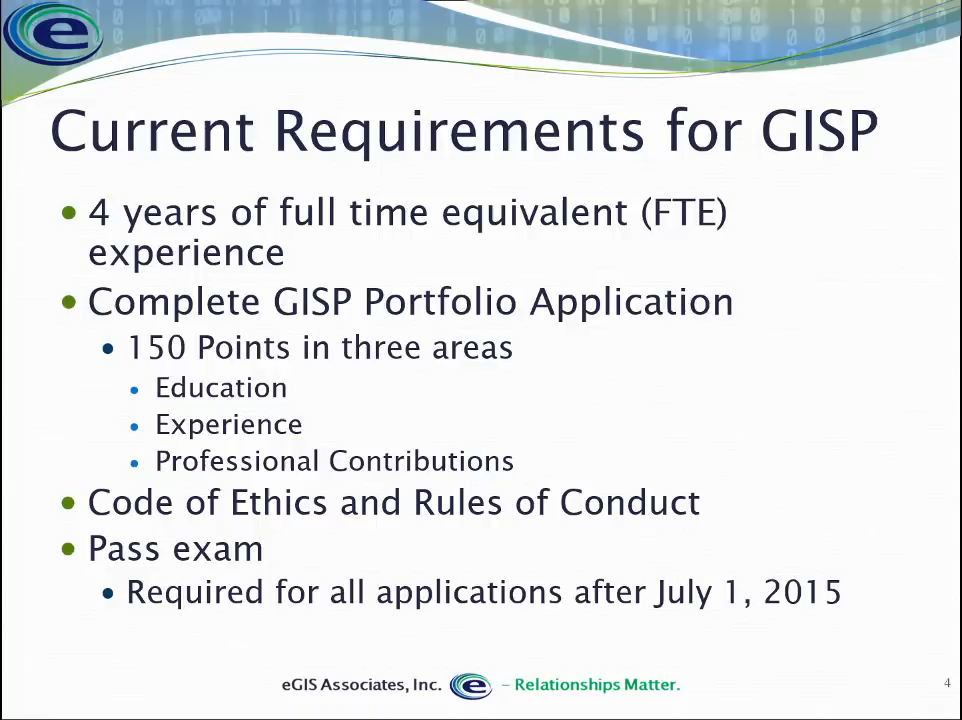 e
Current Requirements for GISP
• 4 years of full time equivalent (FTE)
experience
• Complete GISP Portfolio Application
• 150 Points in three areas
• Education
• Experience
• Professional Contributions
• Code of Ethics and Rules of Conduct
• Pass exam
• Required for all applications after July 1, 2015
eGIS Associates, Inc. e – Relationships Matter.
4